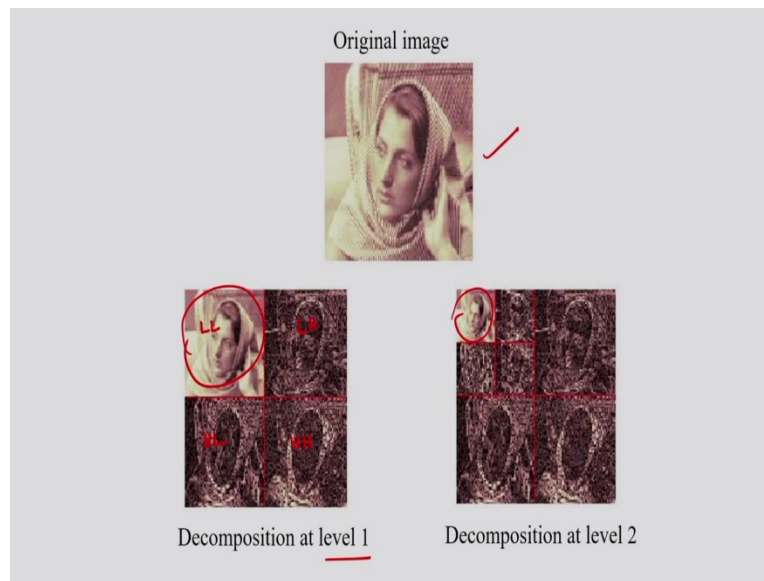 Original image
LL LH
HL HH
Decomposition at level 1
Decomposition at level 2